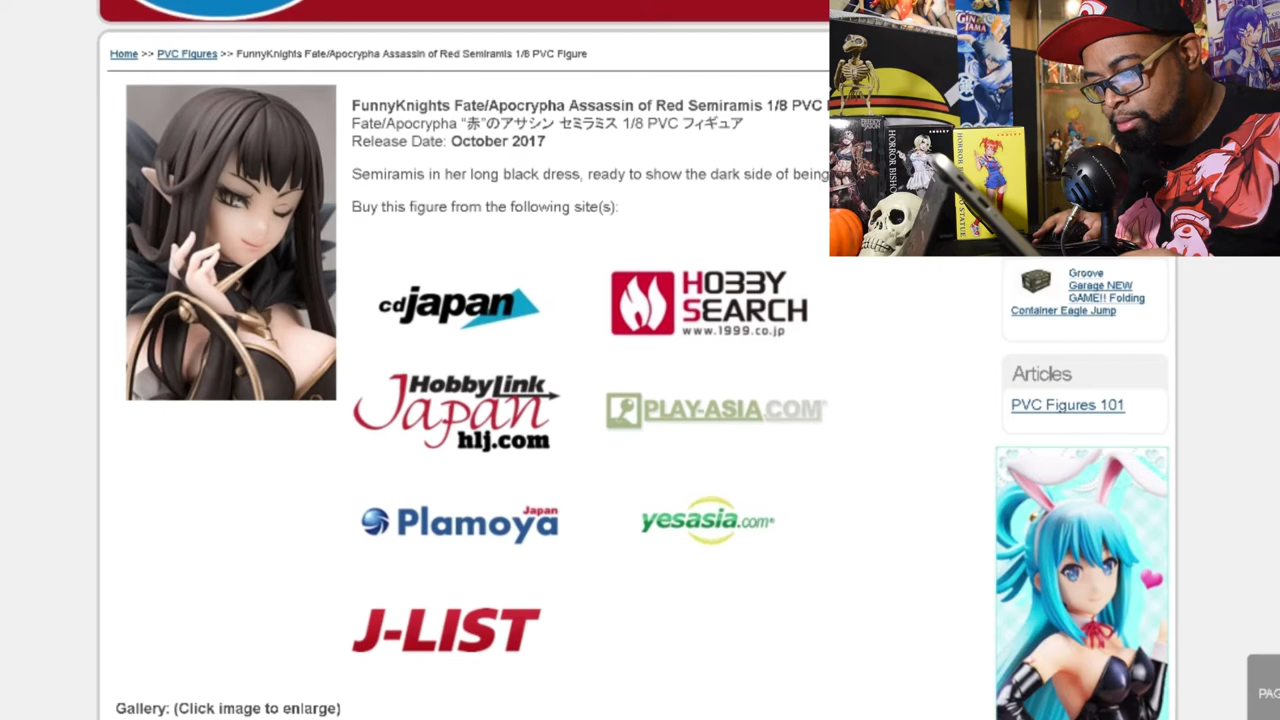 Home >> PVC Figures >> FunnyKnights Fate/Apocrypha Assassin of Red Semiramis 1/8 PVC Figure
FunnyKnights Fate/Apocrypha Assassin of Red Semiramis 1/8 PVC
Fate/Apocrypha “赤”のアサシン セミラミス 1/8 PVC フィギュア
Release Date: October 2017
Semiramis in her long black dress, ready to show the dark side of being
Buy this figure from the following site(s):
cdjapan
HOBBY
SEARCH
www.1999.co.jp
HobbyLink
Japan
hlj.com
PLAY-ASIA.COM
Plamoya
Japan
yesasia.com
J-LIST
Gallery: (Click image to enlarge)
GINTAMA
HORROR BISHO
STATUE
Groove
Garage NEW
GAME!! Folding
Container Eagle Jump
Articles
PVC Figures 101
PAG